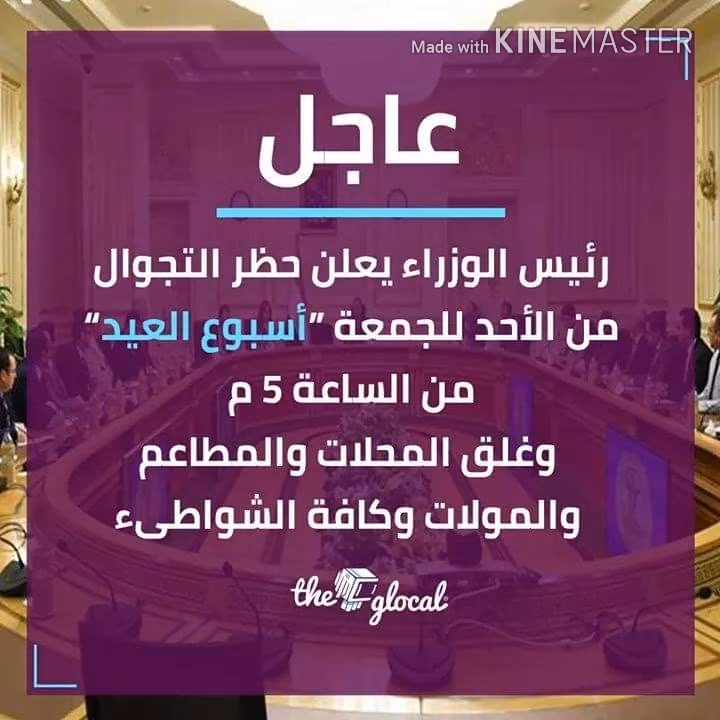 Made with KINEMASTER
عاجل
رئيس الوزراء يعلن حظر التجوال
من الأحد للجمعة "أسبوع العيد"
من الساعة 5 م
وغلق المحلات والمطاعم
والمولات وكافة الشواطىء
the glocal